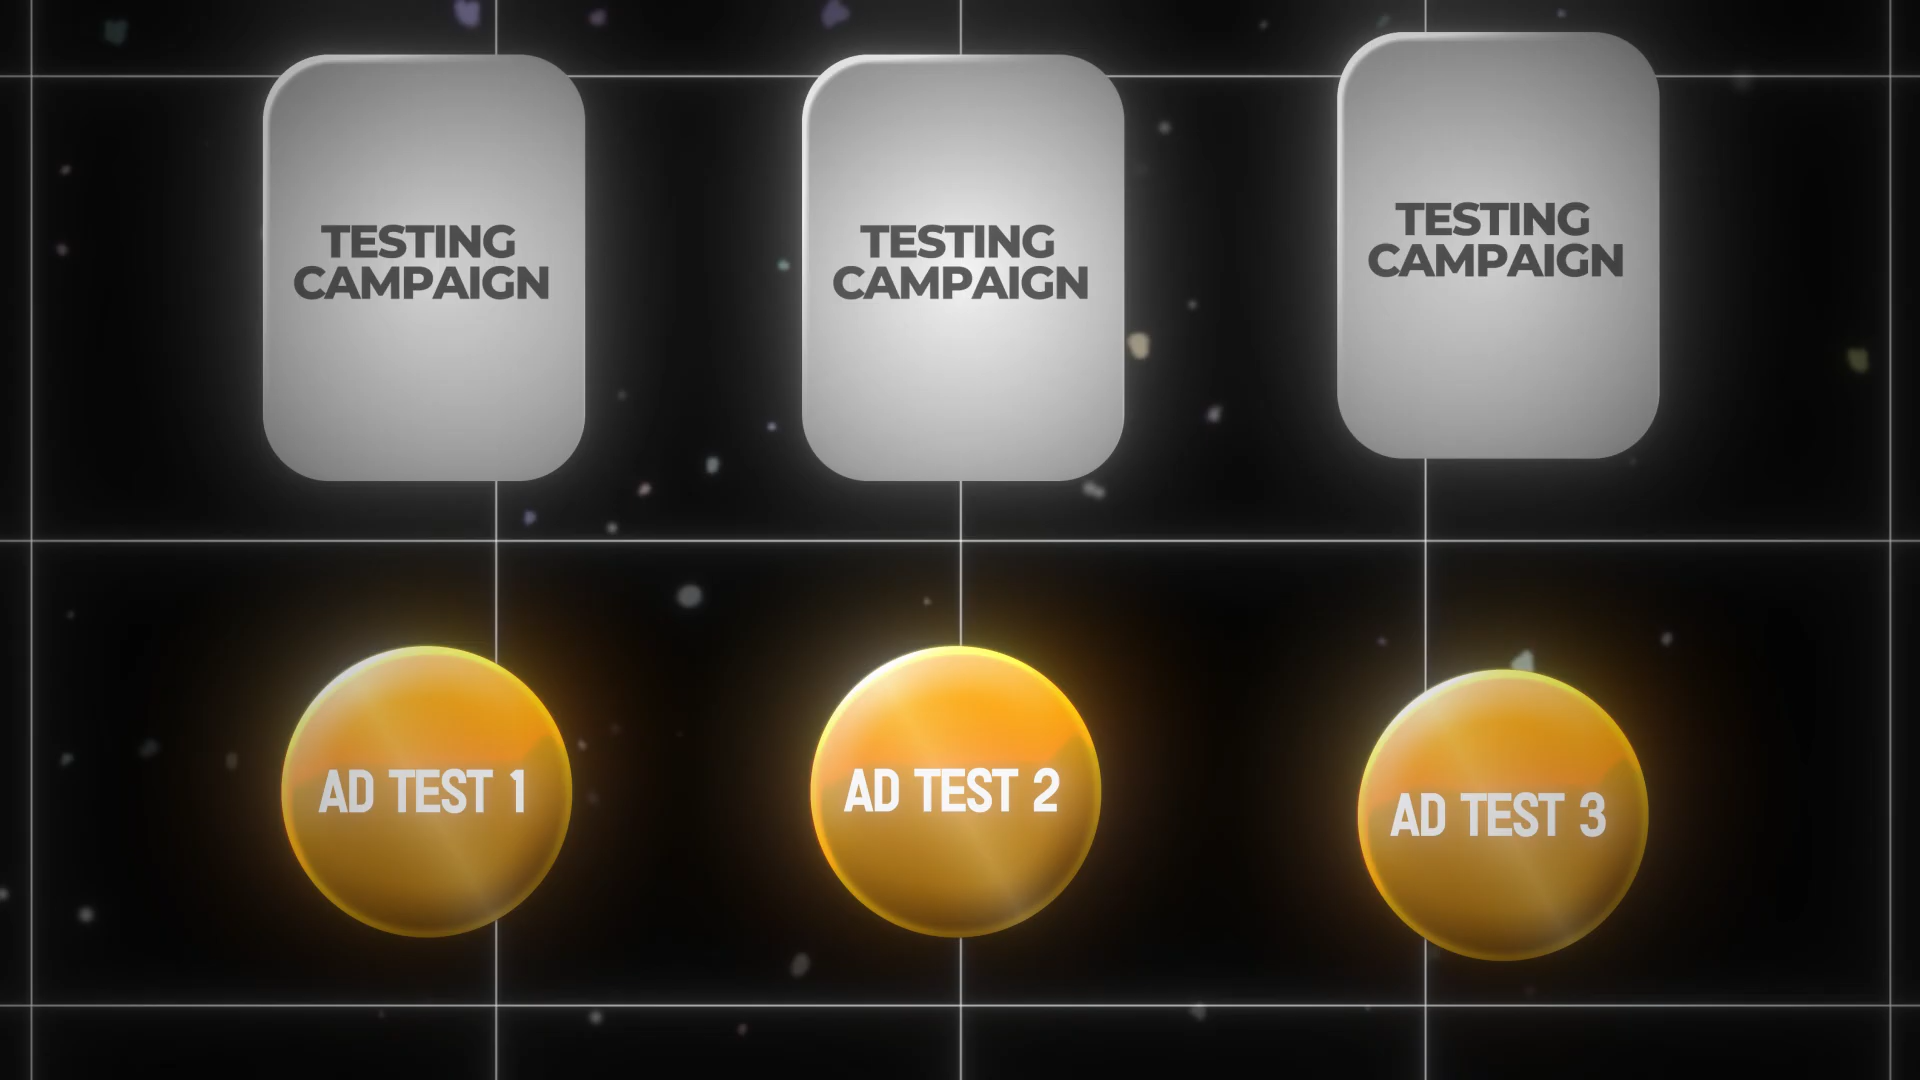 TESTING
CAMPAIGN
TESTING
CAMPAIGN
TESTING
CAMPAIGN
AD TEST 1
AD TEST 2
AD TEST 3